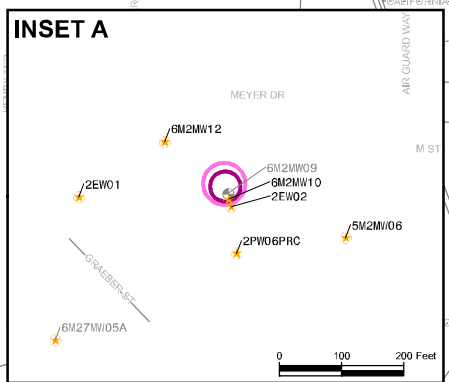 CALIFORNIA
INSET A
AIR GUARD WAY
MEYER DR
6M2MW12
M ST
6M2MW09
6M2MW10
2EW01
2EW02
5M2MW06
2PW06PRC
GRAEBER ST
6M27MW05A
0 100 200 Feet